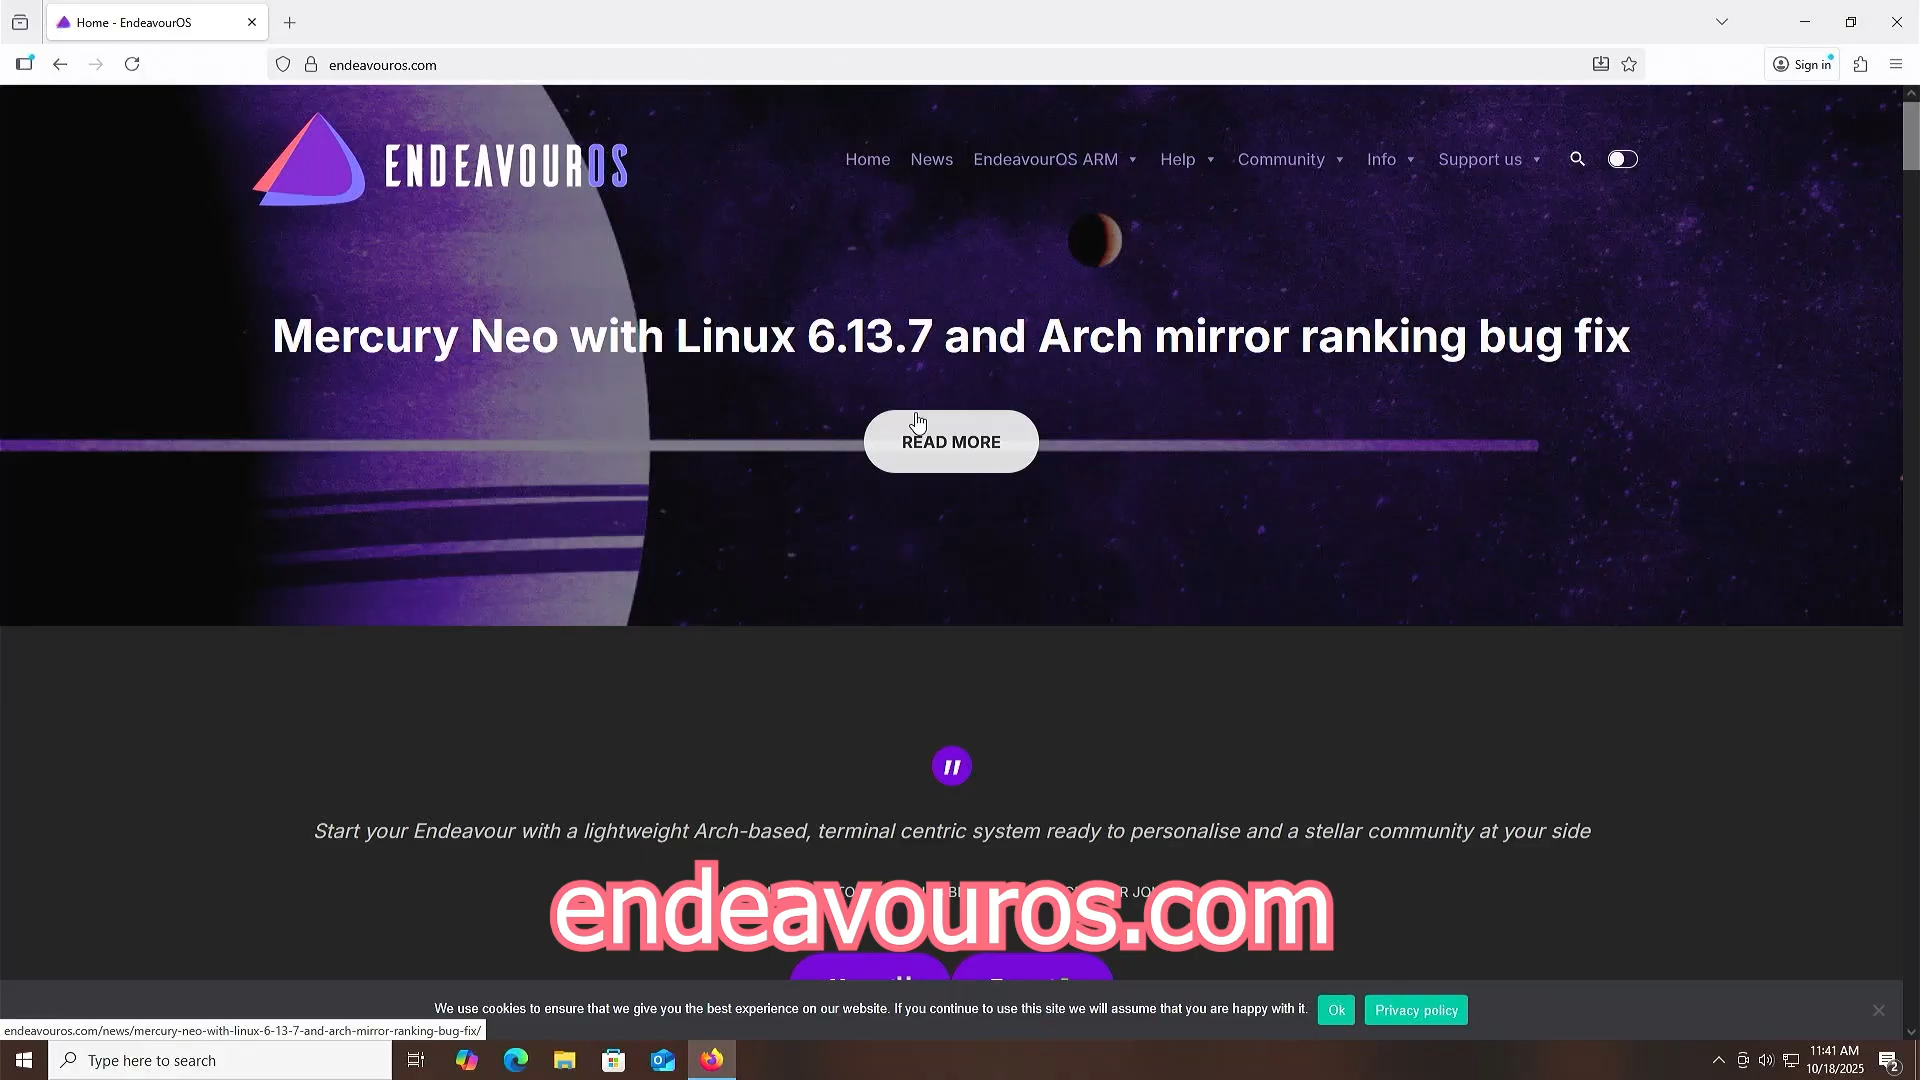 Home - EndeavourOS
endeavouros.com
Sign in
ENDEAVOUROS
Home News EndeavourOS ARM Help Community Info Support us
Mercury Neo with Linux 6.13.7 and Arch mirror ranking bug fix
READ MORE
Start your Endeavour with a lightweight Arch-based, terminal centric system ready to personalise and a stellar community at your side
endeavouros.com
We use cookies to ensure that we give you the best experience on our website. If you continue to use this site we will assume that you are happy with it. Ok Privacy policy
endeavouros.com/news/mercury-neo-with-linux-6-13-7-and-arch-mirror-ranking-bug-fix/
Type here to search
11:41 AM
10/18/2025
2